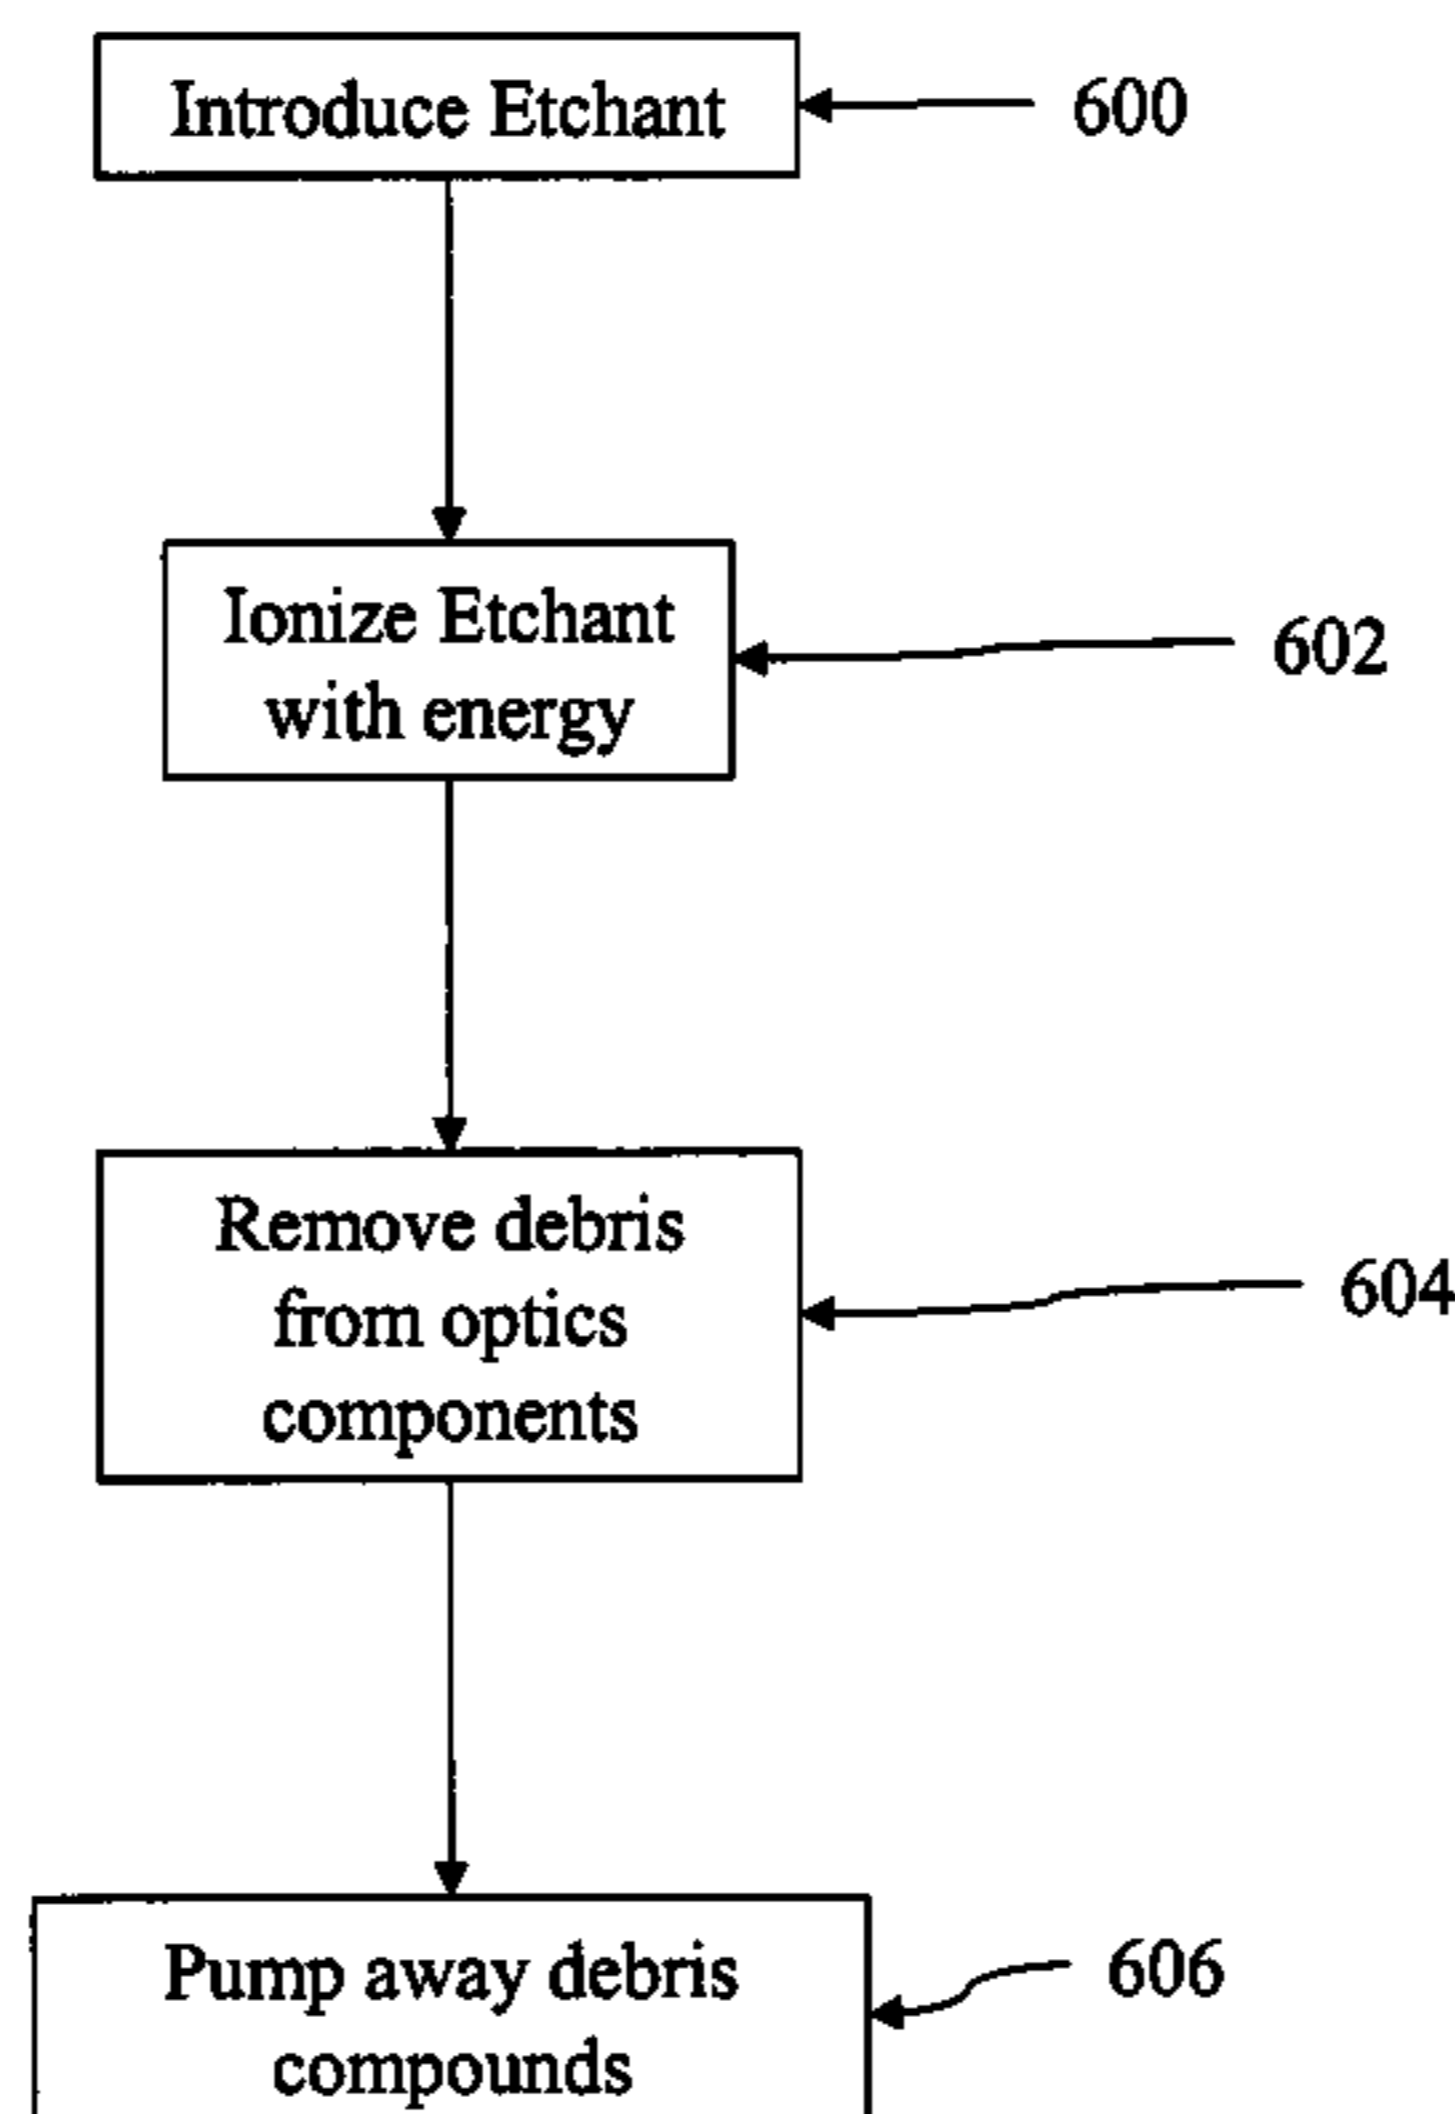 Introduce Etchant
600
Ionize Etchant
with energy
602
Remove debris
from optics
components
604
Pump away debris
compounds
606